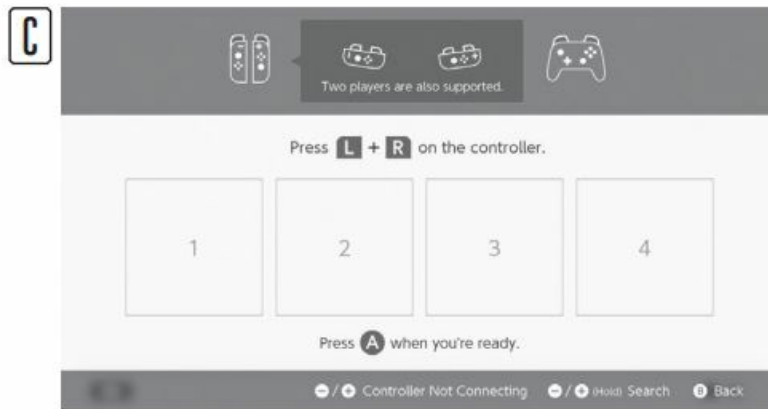 C
Two players are also supported.
Press L + R on the controller.
1 2 3 4
Press A when you're ready.
-/+ Controller Not Connecting -/+ (Hold) Search B Back